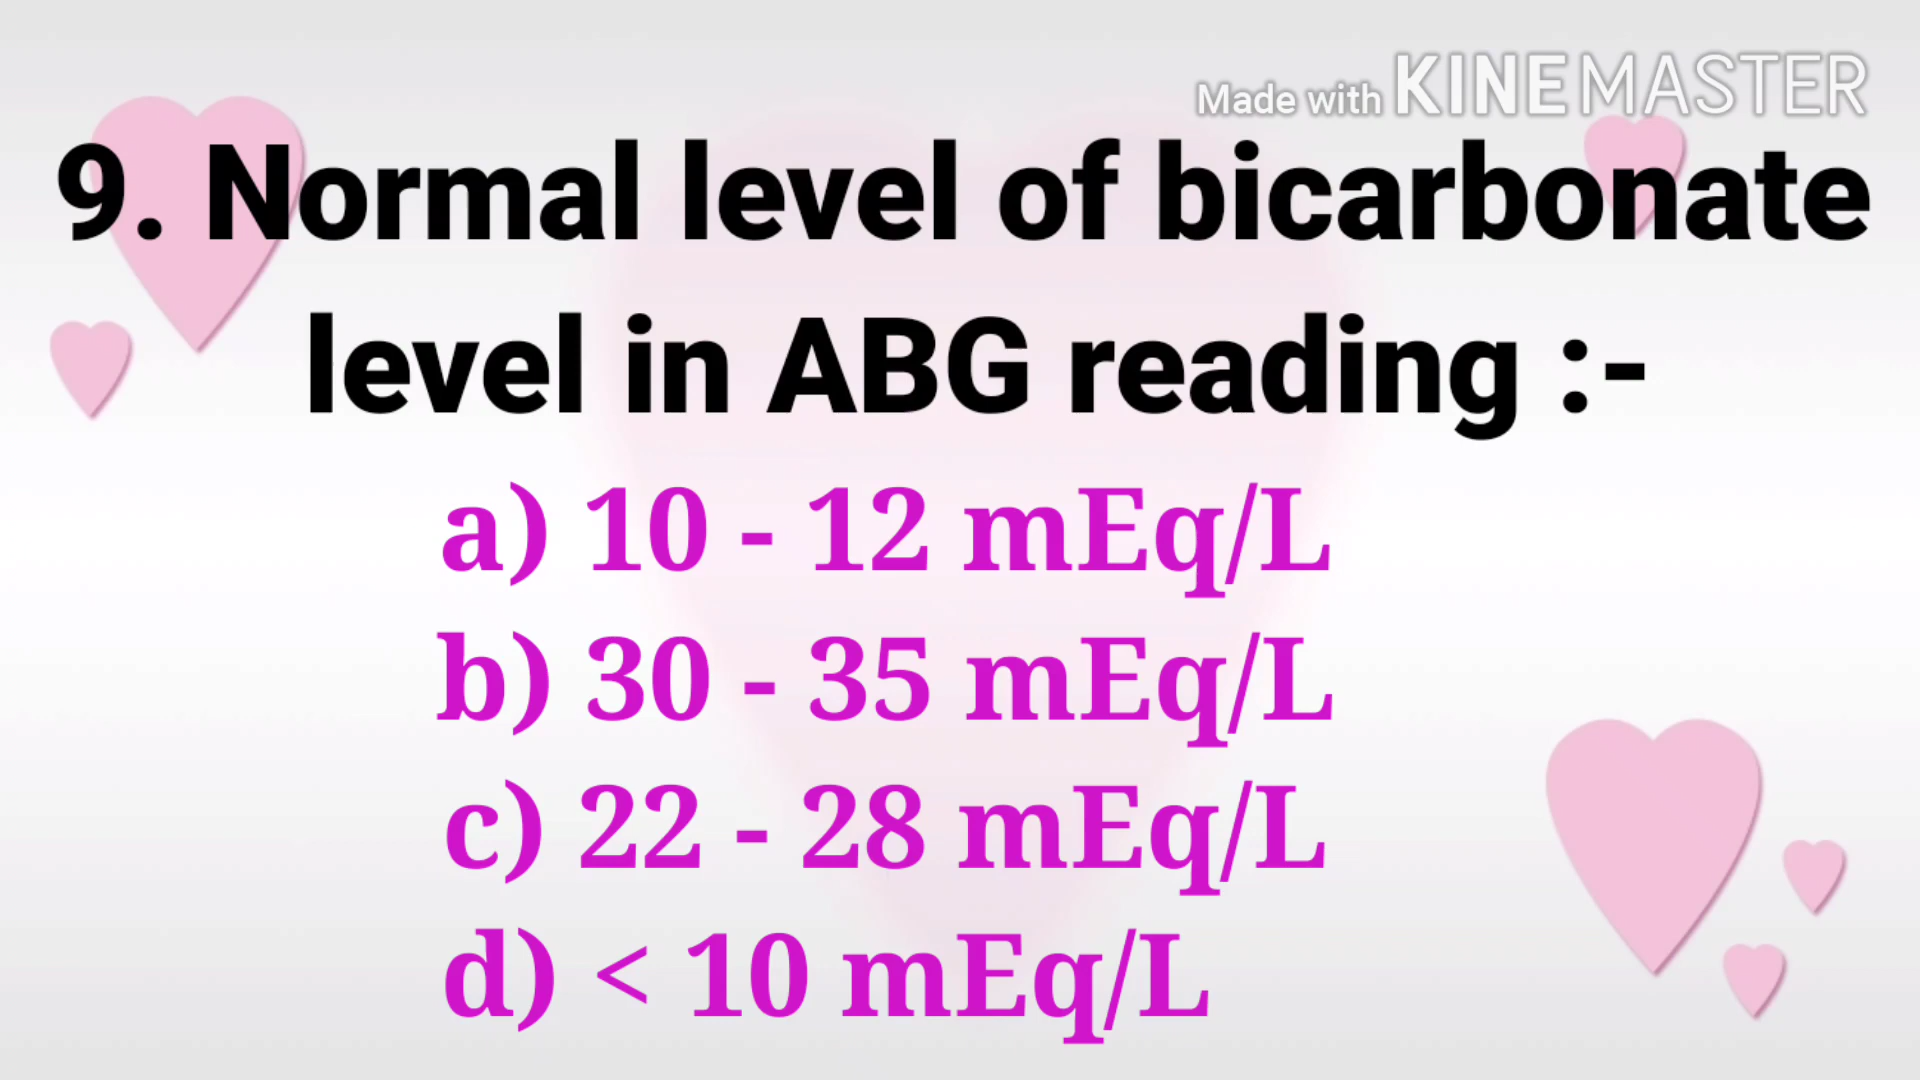 Made with KINEMASTER
9. Normal level of bicarbonate
level in ABG reading :-
a) 10 - 12 mEq/L
b) 30 - 35 mEq/L
c) 22 - 28 mEq/L
d) < 10 mEq/L